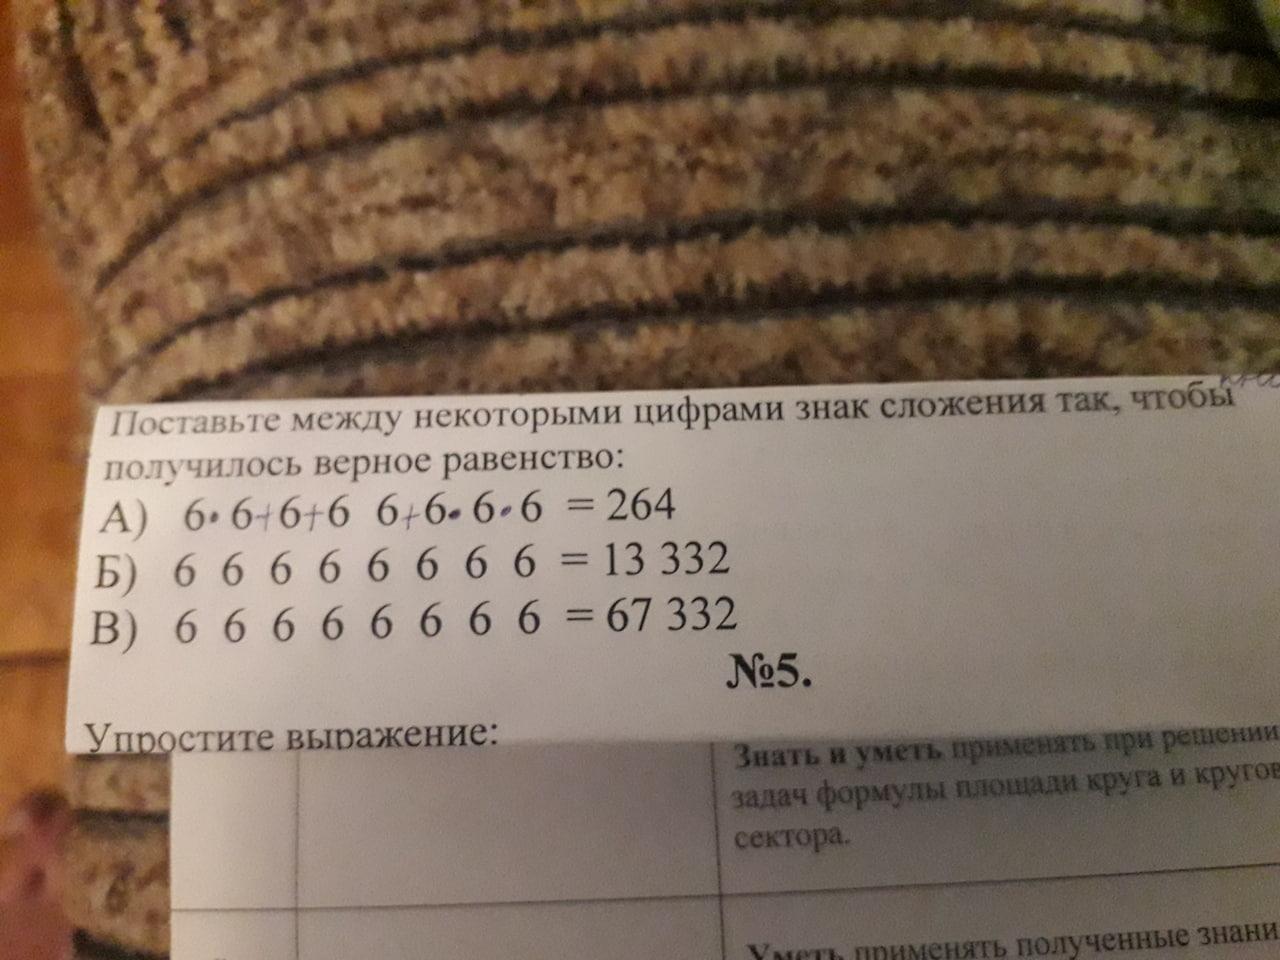 Поставьте между некоторыми цифрами знак сложения так, чтобы
получилось верное равенство:
А) 6· 6+6+6 6+6· 6·6 = 264
Б) 6 6 6 6 6 6 6 6 = 13 332
В) 6 6 6 6 6 6 6 6 = 67 332
№5.
Упростите выражение:
Знать и уметь применять при решении
задач формулы площади круга и кругов
сектора.
Уметь применять полученные знани